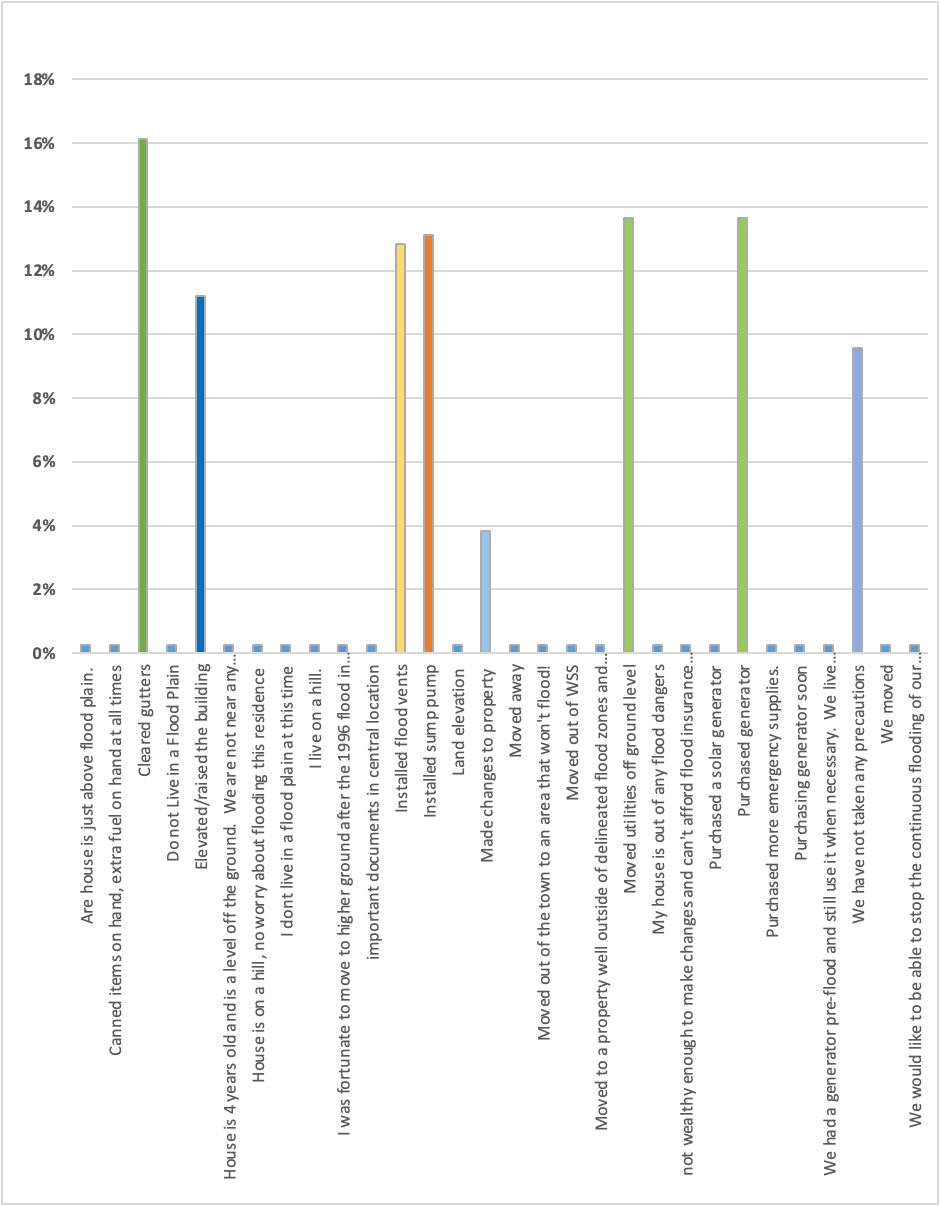 18%
16%
14%
12%
10%
8%
6%
4%
2%
0%
Are house is just above flood plain.
Canned items on hand, extra fuel on hand at all times
Cleared gutters
Do not Live in a Flood Plain
Elevated/raised the building
House is 4 years old and is a level off the ground.  We are not near any…
House is on a hill, no worry about flooding this residence
I dont live in a flood plain at this time
I live on a hill.
I was fortunate to move to higher ground after the 1996 flood in…
important documents in central location
Installed flood vents
Installed sump pump
Land elevation
Made changes to property
Moved away
Moved out of the town to an area that won't flood!
Moved out of WSS
Moved to a property well outside of delineated flood zones and…
Moved utilities off ground level
My house is out of any flood dangers
not wealthy enough to make changes and can't afford flood insurance…
Purchased a solar generator
Purchased generator
Purchased more emergency supplies.
Purchasing generator soon
We had a generator pre-flood and still use it when necessary.  We live…
We have not taken any precautions
We moved
We would like to be able to stop the continuous flooding of our…